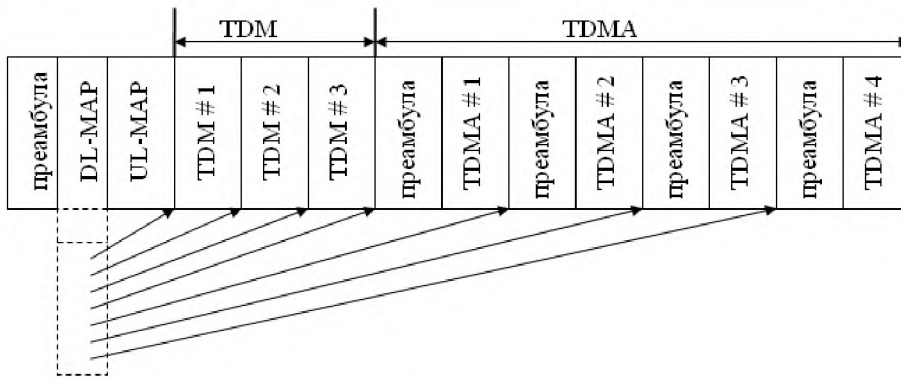 TDM
TDMA
преамбула
DL-MAP
UL-MAP
TDM # 1
TDM # 2
TDM # 3
преамбула
TDMA # 1
преамбула
TDMA # 2
преамбула
TDMA # 3
преамбула
TDMA # 4